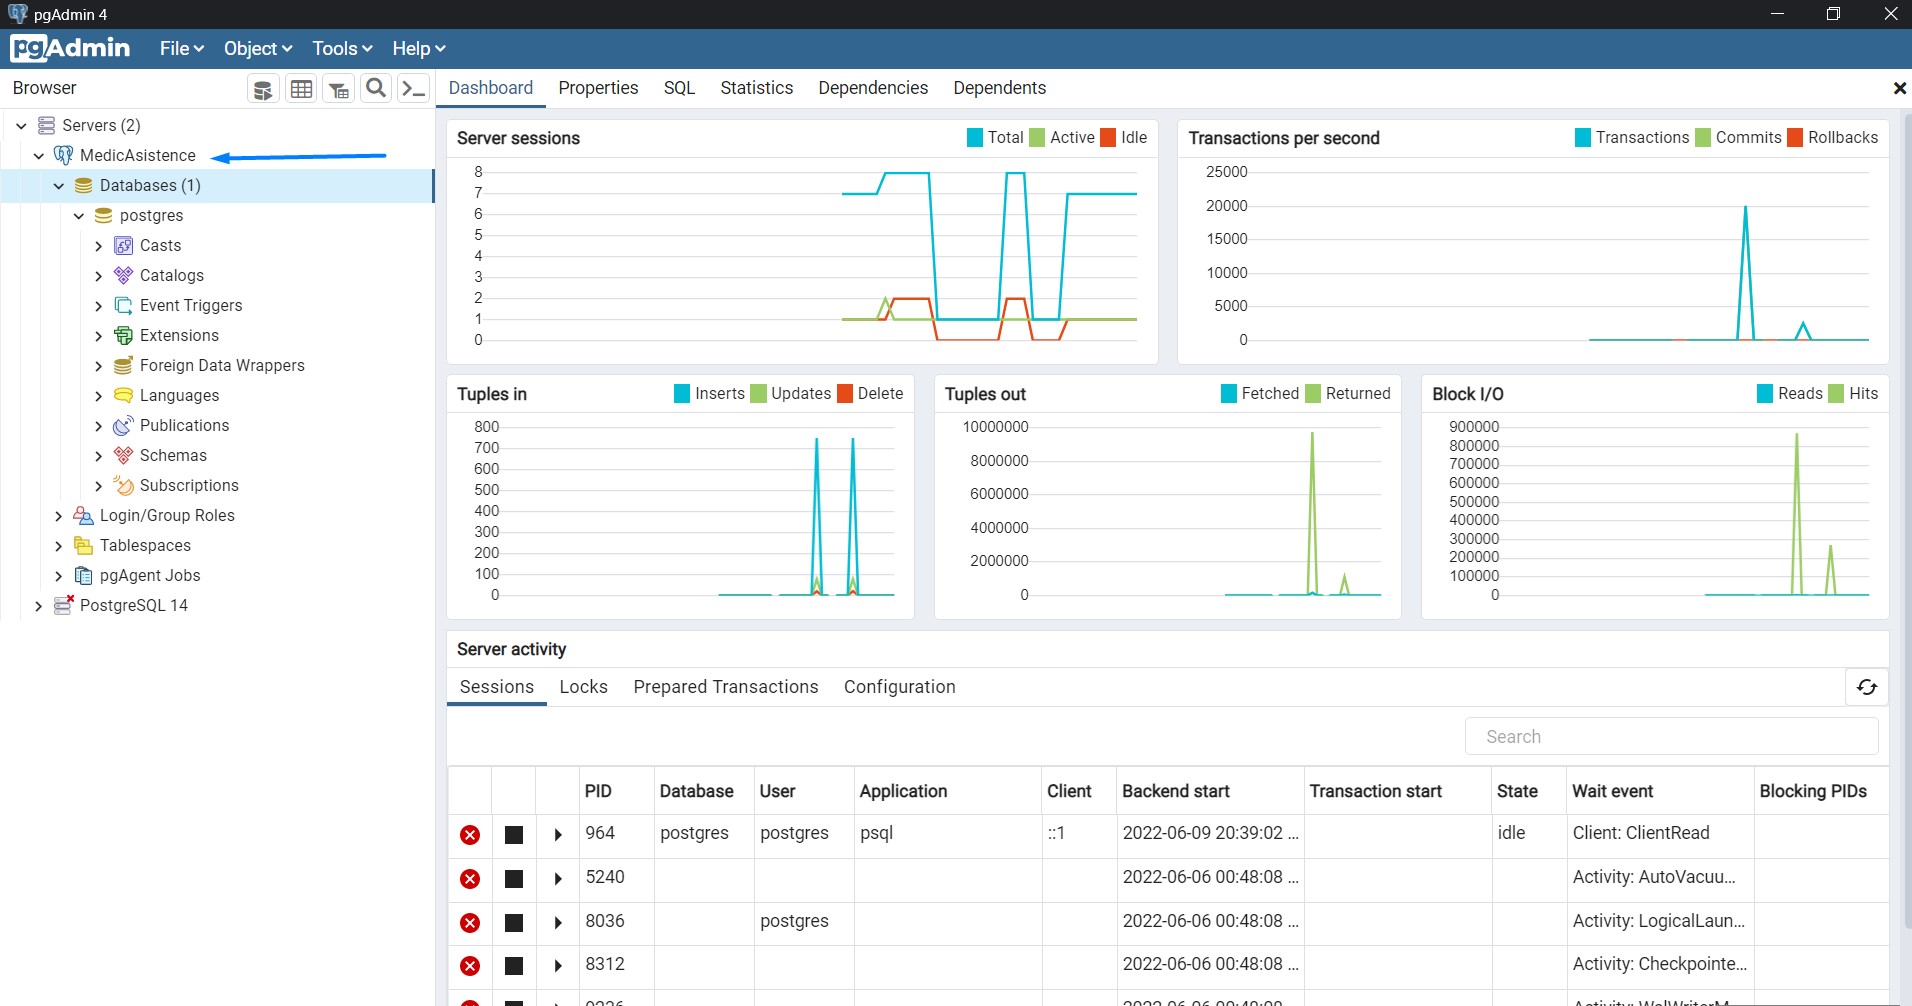 pgAdmin 4
pgAdmin File Object Tools Help
Browser
Dashboard Properties SQL Statistics Dependencies Dependents
Servers (2)
MedicAsistence
Databases (1)
postgres
Casts
Catalogs
Event Triggers
Extensions
Foreign Data Wrappers
Languages
Publications
Schemas
Subscriptions
Login/Group Roles
Tablespaces
pgAgent Jobs
PostgreSQL 14
Server sessions Total Active Idle
8
7
6
5
4
3
2
1
0
Transactions per second Transactions Commits Rollbacks
25000
20000
15000
10000
5000
0
Tuples in Inserts Updates Delete
800
700
600
500
400
300
200
100
0
Tuples out Fetched Returned
10000000
8000000
6000000
4000000
2000000
0
Block I/O Reads Hits
900000
800000
700000
600000
500000
400000
300000
200000
100000
0
Server activity
Sessions Locks Prepared Transactions Configuration
Search
PID Database User Application Client Backend start Transaction start State Wait event Blocking PIDs
964 postgres postgres psql ::1 2022-06-09 20:39:02 ... idle Client: ClientRead
5240 2022-06-06 00:48:08 ... Activity: AutoVacuu...
8036 postgres 2022-06-06 00:48:08 ... Activity: LogicalLaun...
8312 2022-06-06 00:48:08 ... Activity: Checkpointe...
2022-06-06 00:48:08 ... Activity: WalWriterM...